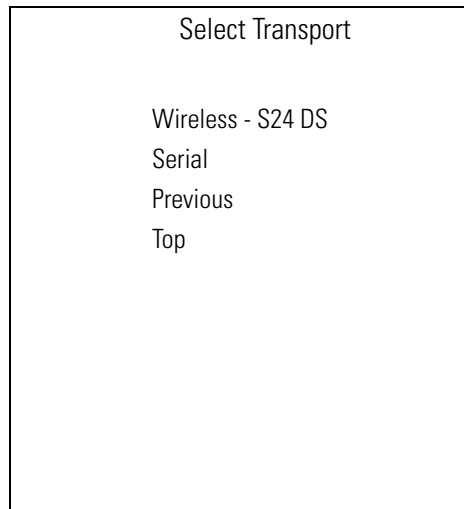 Select Transport
Wireless - S24 DS
Serial
Previous
Top